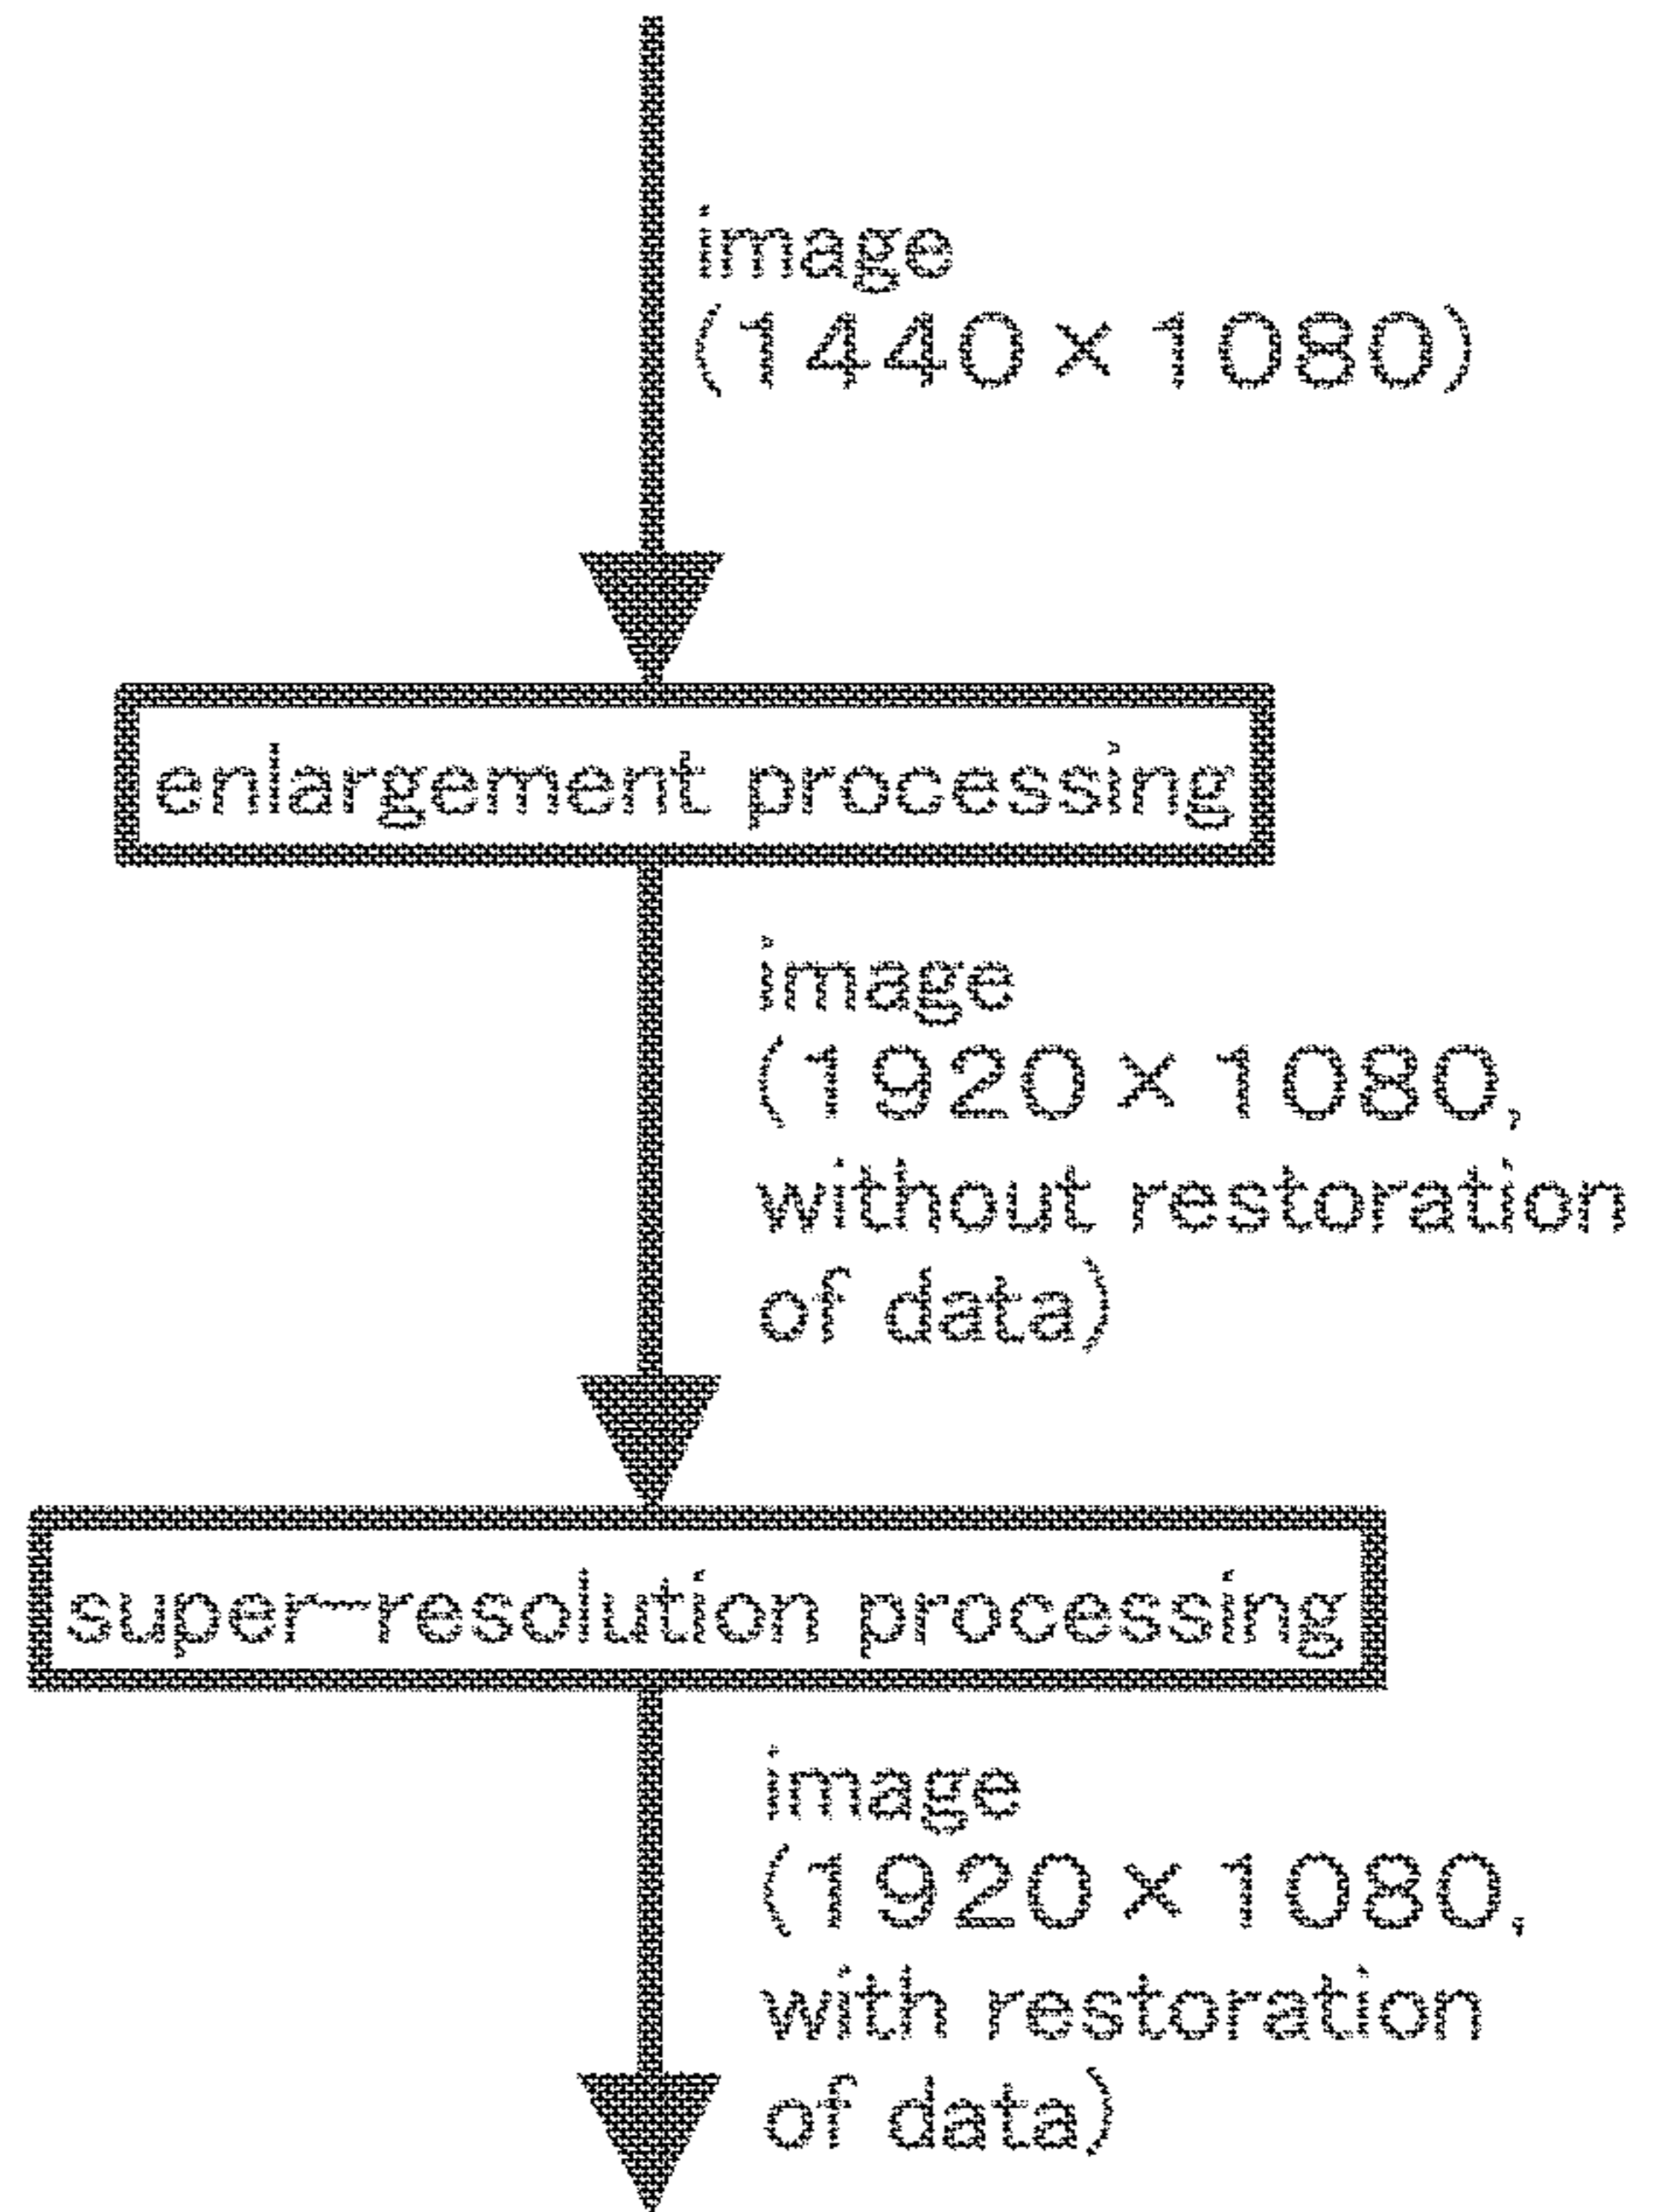 image
(1440×1080)
enlargement processing
image
(1920×1080,
without restoration
of data)
super-resolution processing
image
(1920×1080,
with restoration
of data)